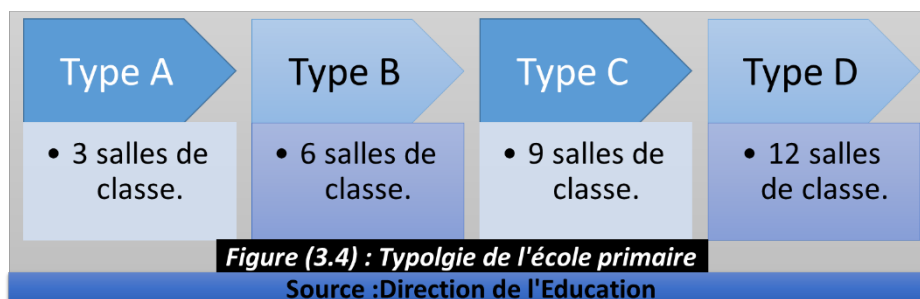 Type A
• 3 salles de
classe.
Type B
• 6 salles de
classe.
Type C
• 9 salles de
classe.
Type D
• 12 salles
de classe.
Figure (3.4) : Typolgie de l'école primaire
Source :Direction de l'Education